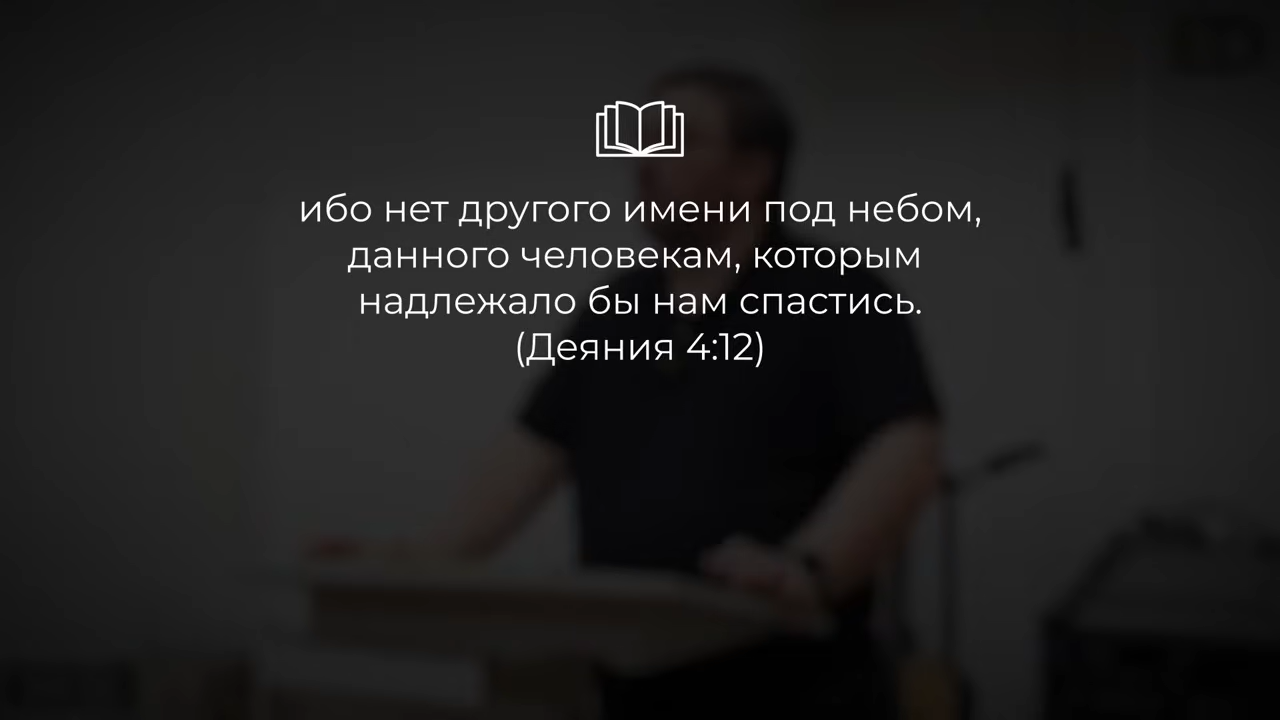 ибо нет другого имени под небом,
данного человекам, которым
надлежало бы нам спастись.
(Деяния 4:12)